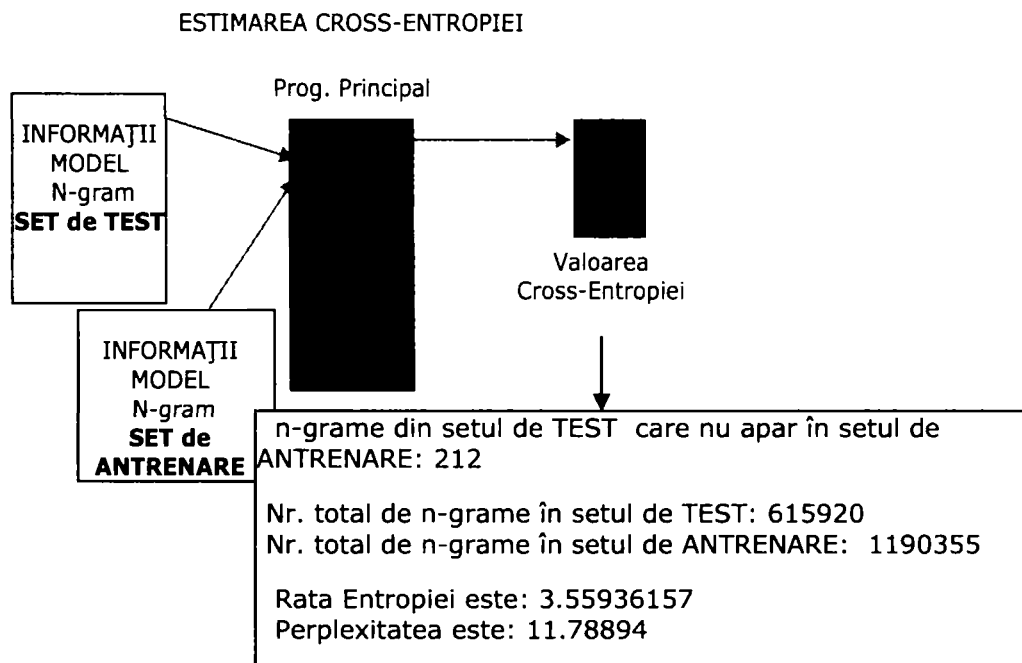 ESTIMAREA CROSS-ENTROPIEI
Prog. Principal
INFORMAŢII
MODEL
N-gram
SET de TEST
Valoarea
Cross-Entropiei
INFORMAŢII
MODEL
N-gram
SET de
ANTRENARE
n-grame din setul de TEST care nu apar în setul de
ANTRENARE: 212
Nr. total de n-grame în setul de TEST: 615920
Nr. total de n-grame în setul de ANTRENARE: 1190355
Rata Entropiei este: 3.55936157
Perplexitatea este: 11.78894